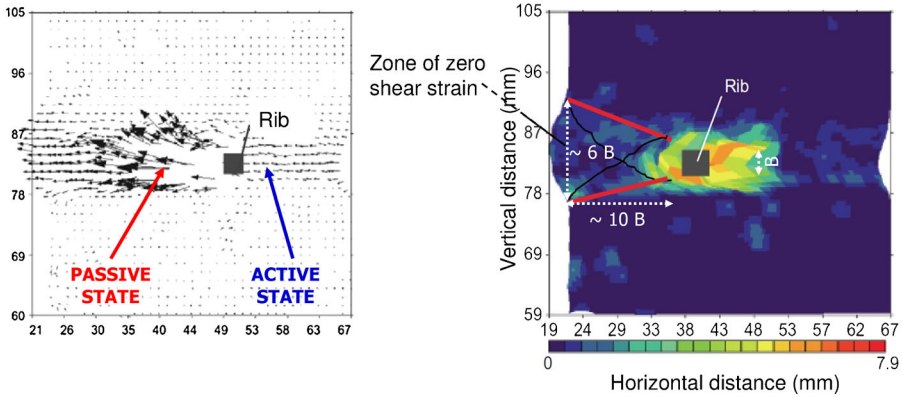 105
96
87
78
69
60
21 26 30 35 40 44 49 53 58 63 67
Rib
PASSIVE
STATE
ACTIVE
STATE
Zone of zero
shear strain
Vertical distance (mm)
105
96
87
78
69
59
Rib
~ 6 B
B
~ 10 B
19 24 29 33 38 43 48 53 57 62 67
0
7.9
Horizontal distance (mm)